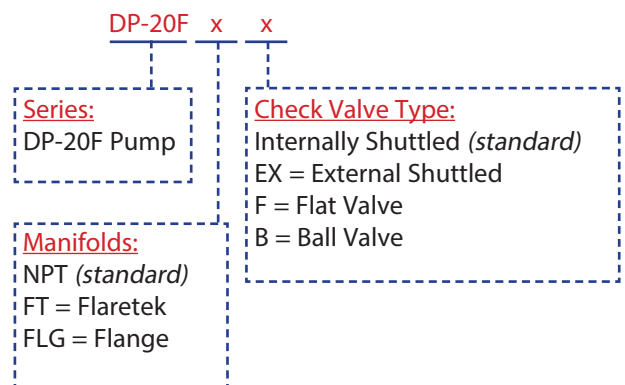 DP-20F x x
Series:
DP-20F Pump
Check Valve Type:
Internally Shuttled (standard)
EX = External Shuttled
F = Flat Valve
B = Ball Valve
Manifolds:
NPT (standard)
FT = Flaretek
FLG = Flange